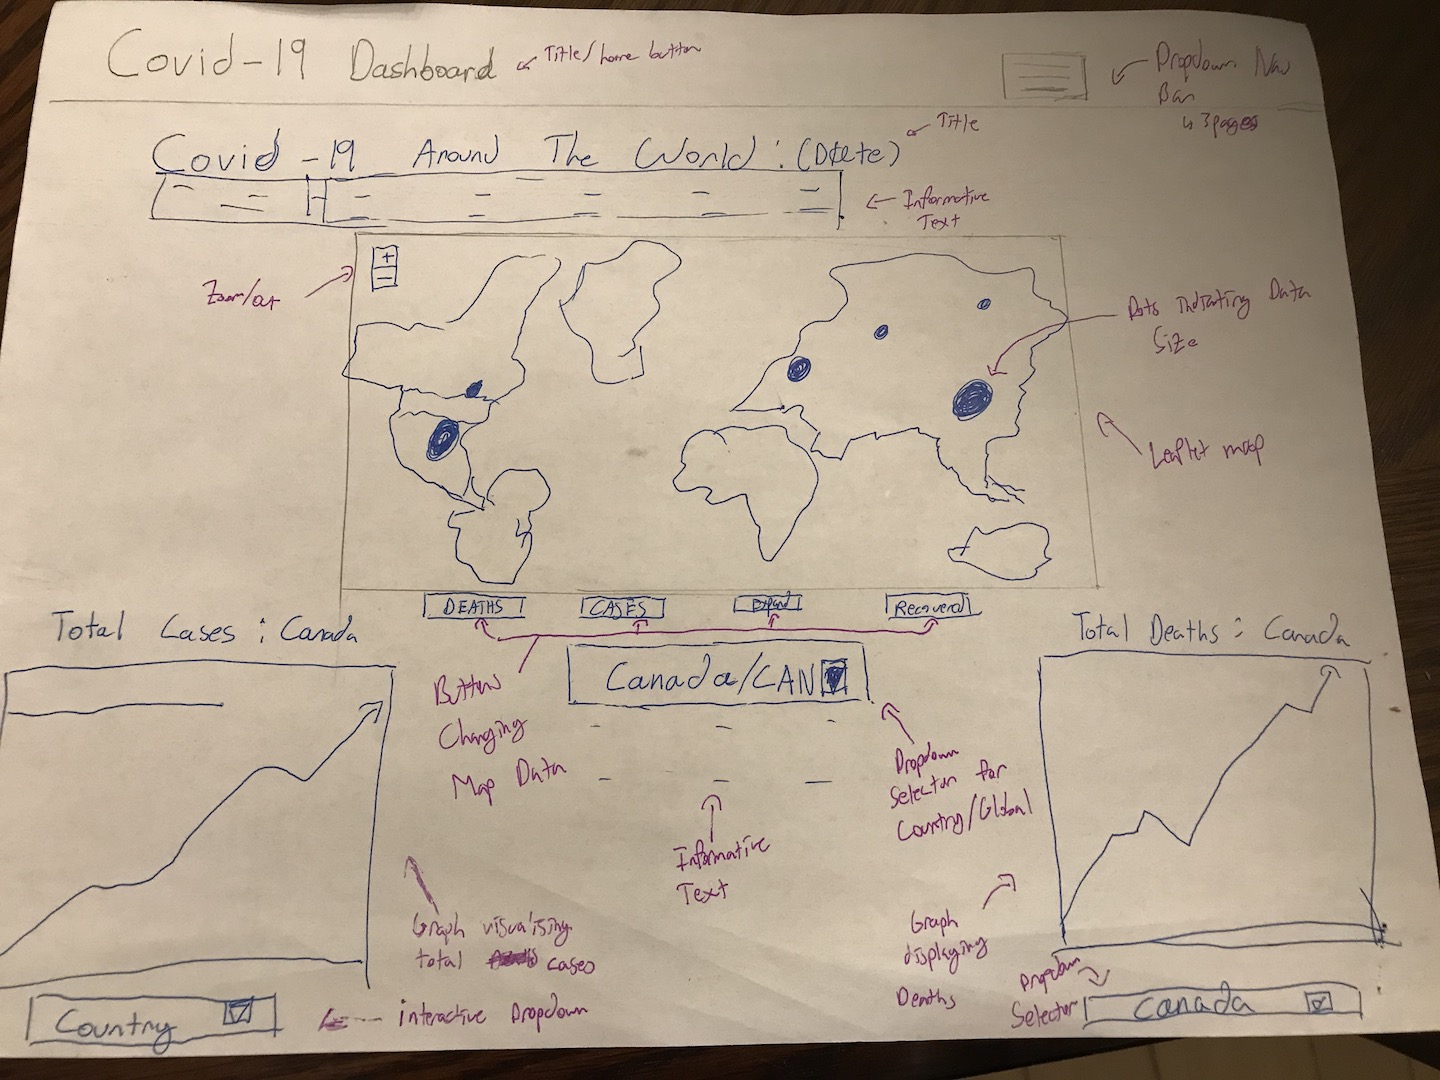 Covid-19 Dashboard
Title/home button
Dropdown Nav
Bar
↳ 3 pages
Covid-19 Around The World : (Date)
Title
Informative
Text
+
-
Zoom/out
Dots indicating Data
Size
Leaflet map
DEATHS
CASES
Recovered
Total Cases : Canada
Total Deaths : Canada
Canada/CAN
Buttons
Changing
Map Data
Dropdown
Selector for
Country/Global
Informative
Text
Graph visualising
total cases
Graph
displaying
Deaths
interactive Dropdown
Country
Dropdown
Selector
Canada